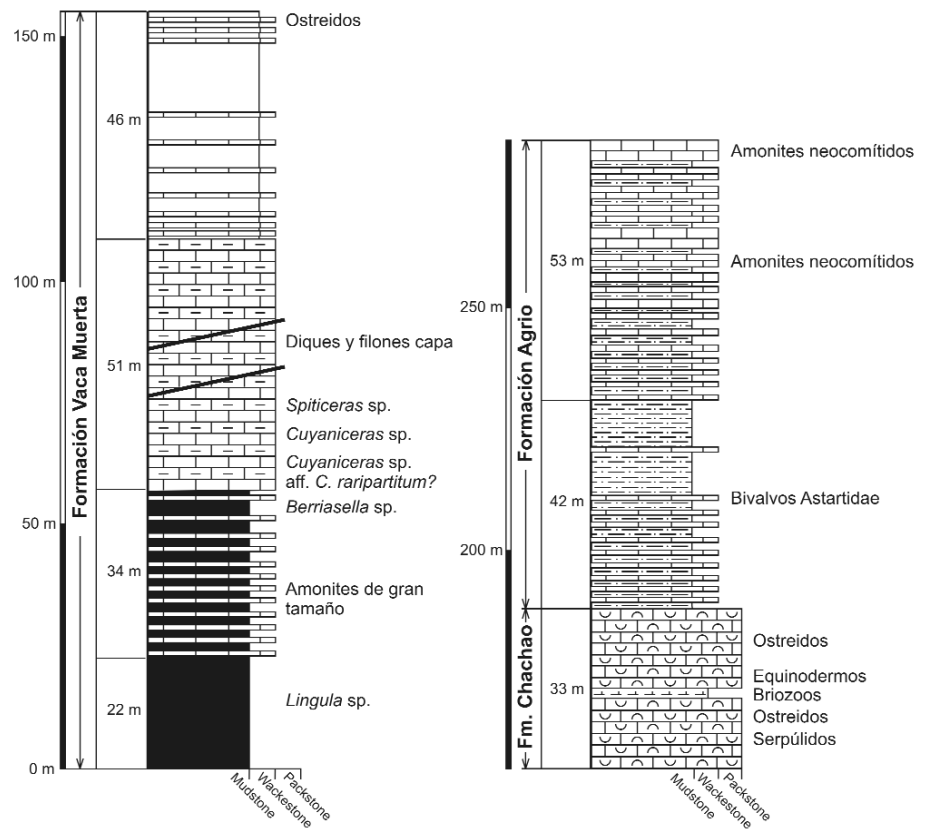 150 m
100 m
50 m
0 m
Formación Vaca Muerta
46 m
51 m
34 m
22 m
Ostreidos
Diques y filones capa
Spiticeras sp.
Cuyaniceras sp.
Cuyaniceras sp.
aff. C. raripartitum?
Berriasella sp.
Amonites de gran
tamaño
Lingula sp.
Mudstone
Wackestone
Packstone
250 m
200 m
Formación Agrio
Fm. Chachao
53 m
42 m
33 m
Amonites neocomítidos
Amonites neocomítidos
Bivalvos Astartidae
Ostreidos
Equinodermos
Briozoos
Ostreidos
Serpúlidos
Mudstone
Wackestone
Packstone